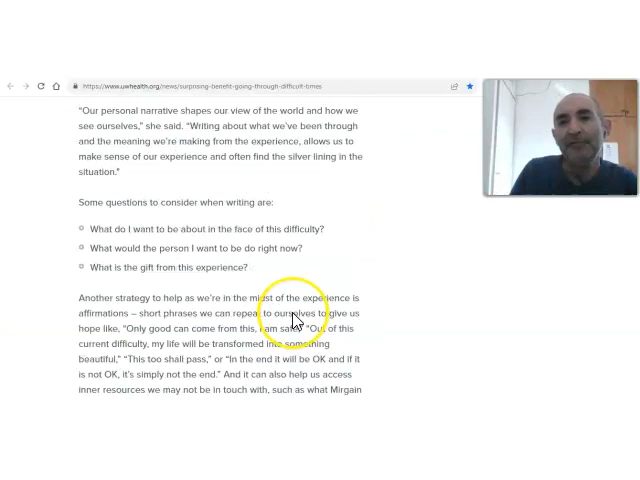 https://www.uwhealth.org/news/surprising-benefit-going-through-difficult-times
“Our personal narrative shapes our view of the world and how we
see ourselves,” she said. “Writing about what we’ve been through
and the meaning we’re making from the experience, allows us to
make sense of our experience and often find the silver lining in the
situation."
Some questions to consider when writing are:
What do I want to be about in the face of this difficulty?
What would the person I want to be do right now?
What is the gift from this experience?
Another strategy to help as we’re in the midst of the experience is
affirmations – short phrases we can repeat to ourselves to give us
hope like, “Only good can come from this, I am safe,” “Out of this
current difficulty, my life will be transformed into something
beautiful,” “This too shall pass,” or “In the end it will be OK and if it
is not OK, it’s simply not the end.” And it can also help us access
inner resources we may not be in touch with, such as what Mirgain